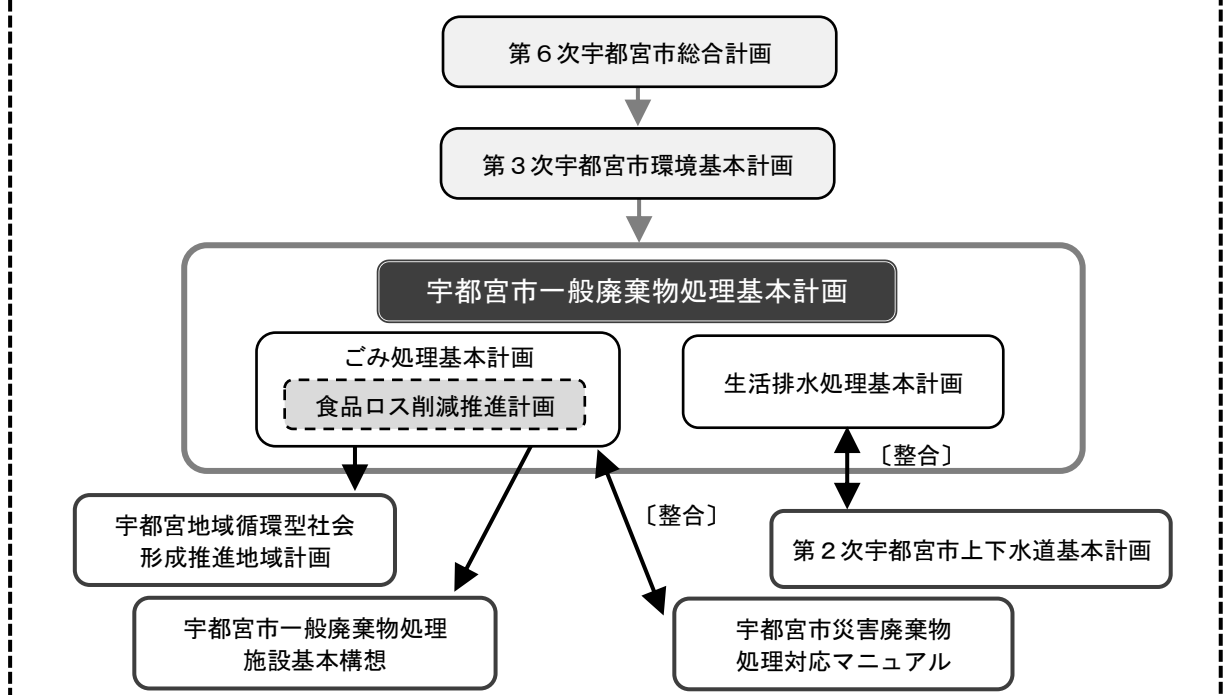 第６次宇都宮市総合計画
第３次宇都宮市環境基本計画
宇都宮市一般廃棄物処理基本計画
ごみ処理基本計画
食品ロス削減推進計画
生活排水処理基本計画
〔整合〕
〔整合〕
宇都宮地域循環型社会
形成推進地域計画
第２次宇都宮市上下水道基本計画
宇都宮市一般廃棄物処理
施設基本構想
宇都宮市災害廃棄物
処理対応マニュアル